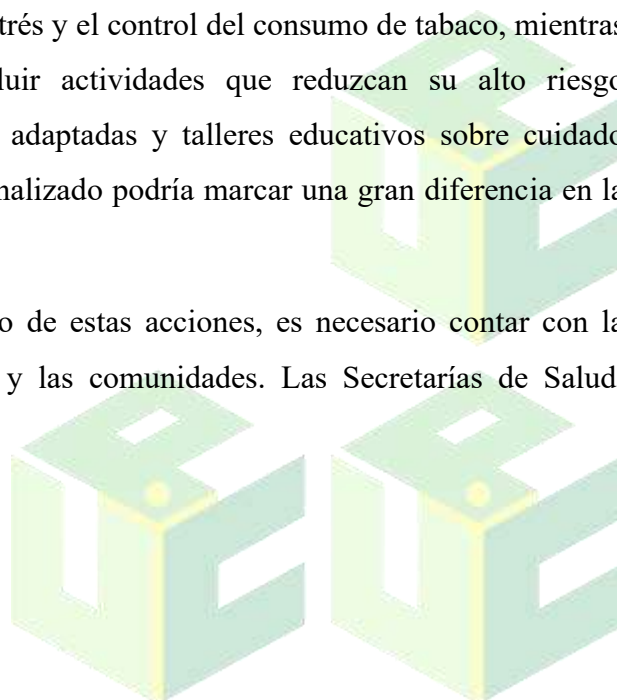 trés y el control del consumo de tabaco, mientras
luir actividades que reduzcan su alto riesgo
adaptadas y talleres educativos sobre cuidado
nalizado podría marcar una gran diferencia en la
o de estas acciones, es necesario contar con la
y las comunidades. Las Secretarías de Salud